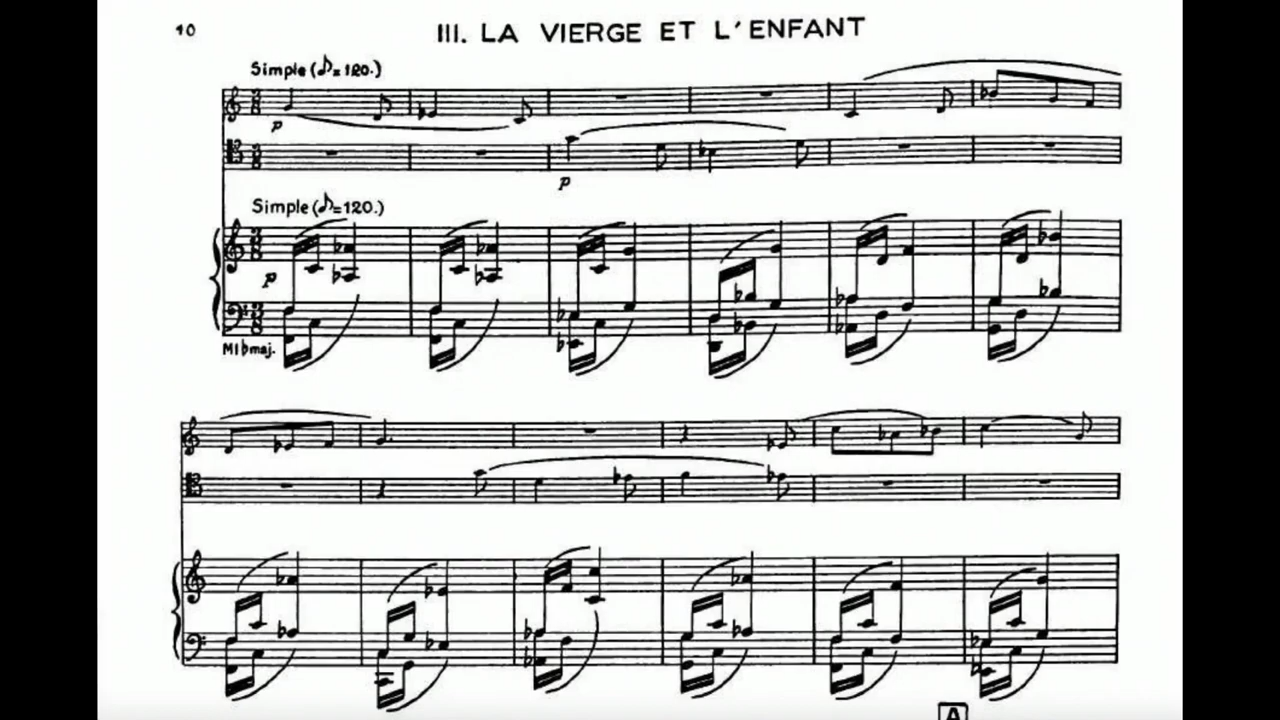 10
III. LA VIERGE ET L'ENFANT
Simple (♪=120.)
p
p
Simple (♪=120.)
p
MI♭maj.
A